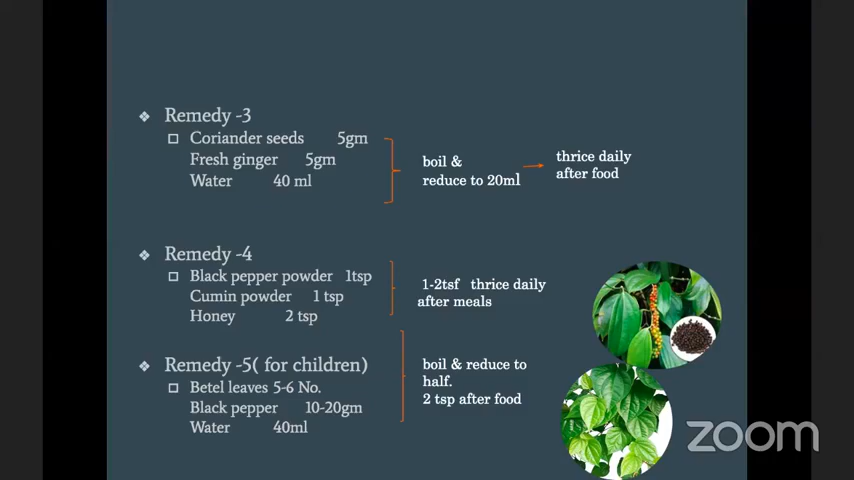 Remedy -3
Coriander seeds 5gm
Fresh ginger 5gm
Water 40 ml
boil &
reduce to 20ml
thrice daily
after food
Remedy -4
Black pepper powder 1tsp
Cumin powder 1 tsp
Honey 2 tsp
1-2tsf thrice daily
after meals
Remedy -5( for children)
Betel leaves 5-6 No.
Black pepper 10-20gm
Water 40ml
boil & reduce to
half.
2 tsp after food
zoom